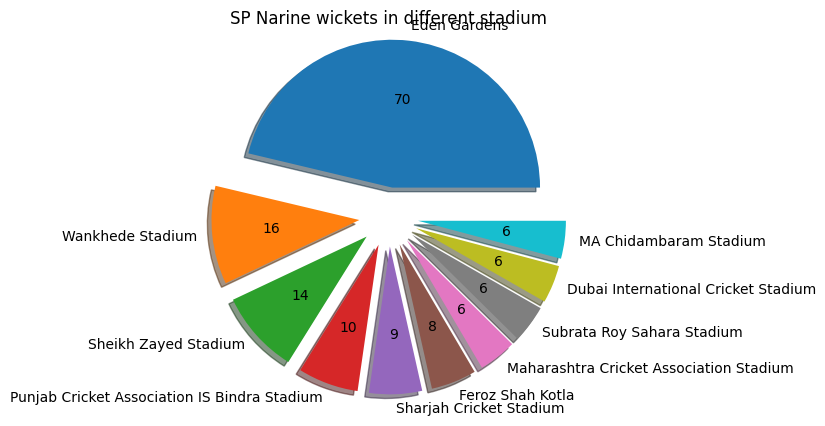 SP Narine wickets in different stadium
Eden Gardens
70
Wankhede Stadium
16
Sheikh Zayed Stadium
14
Punjab Cricket Association IS Bindra Stadium
10
Sharjah Cricket Stadium
9
Feroz Shah Kotla
8
Maharashtra Cricket Association Stadium
6
Subrata Roy Sahara Stadium
6
Dubai International Cricket Stadium
6
MA Chidambaram Stadium
6